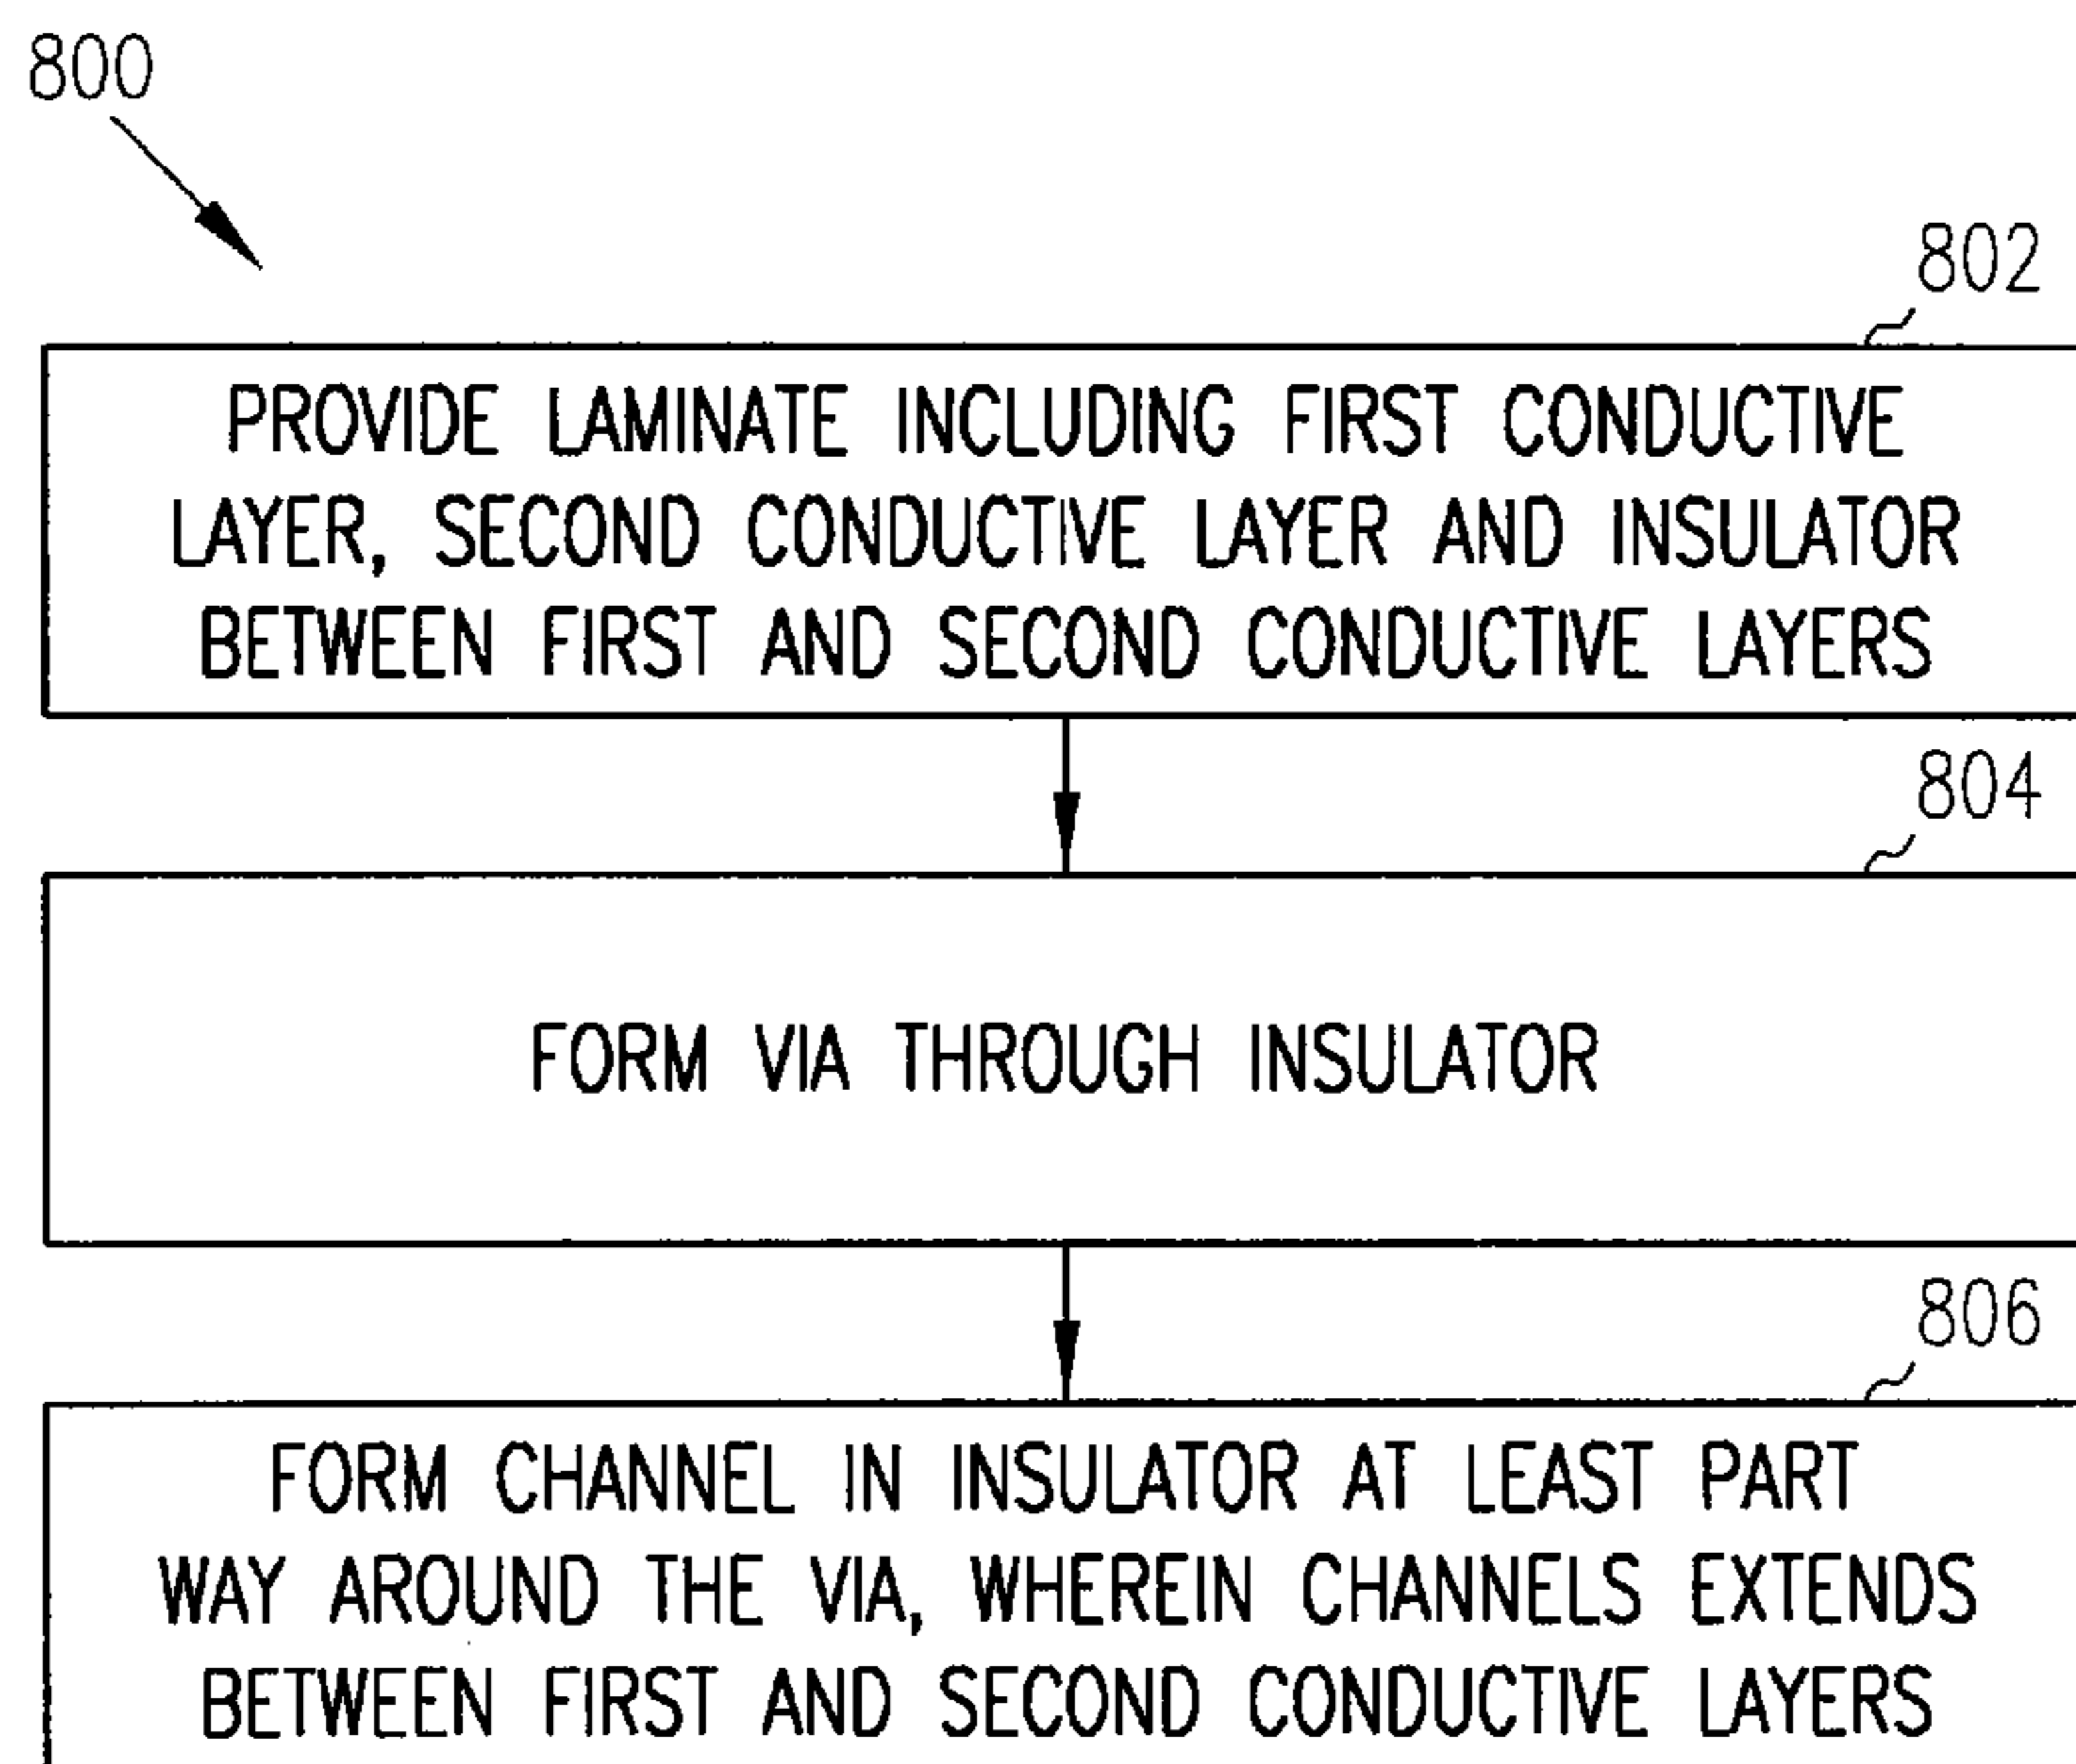 800
802
PROVIDE LAMINATE INCLUDING FIRST CONDUCTIVE
LAYER, SECOND CONDUCTIVE LAYER AND INSULATOR
BETWEEN FIRST AND SECOND CONDUCTIVE LAYERS
804
FORM VIA THROUGH INSULATOR
806
FORM CHANNEL IN INSULATOR AT LEAST PART
WAY AROUND THE VIA, WHEREIN CHANNELS EXTENDS
BETWEEN FIRST AND SECOND CONDUCTIVE LAYERS